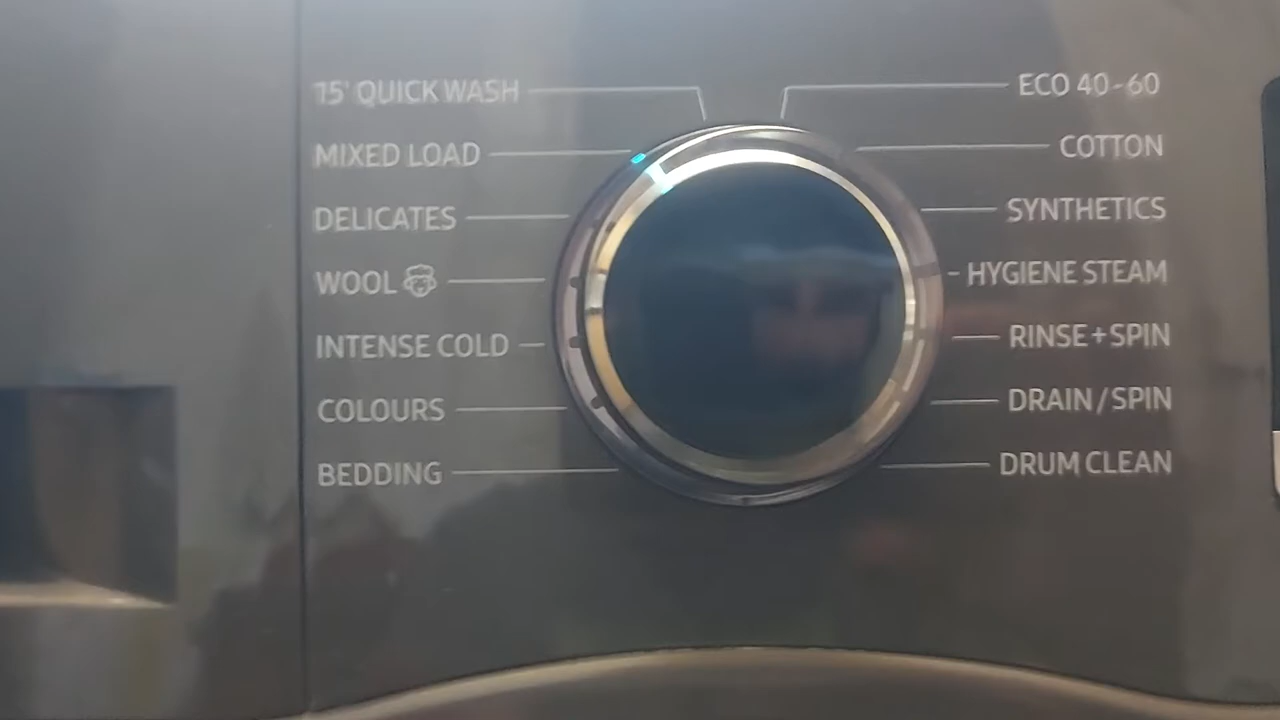 15' QUICK WASH
MIXED LOAD
DELICATES
WOOL
INTENSE COLD
COLOURS
BEDDING
ECO 40-60
COTTON
SYNTHETICS
HYGIENE STEAM
RINSE+SPIN
DRAIN/SPIN
DRUM CLEAN